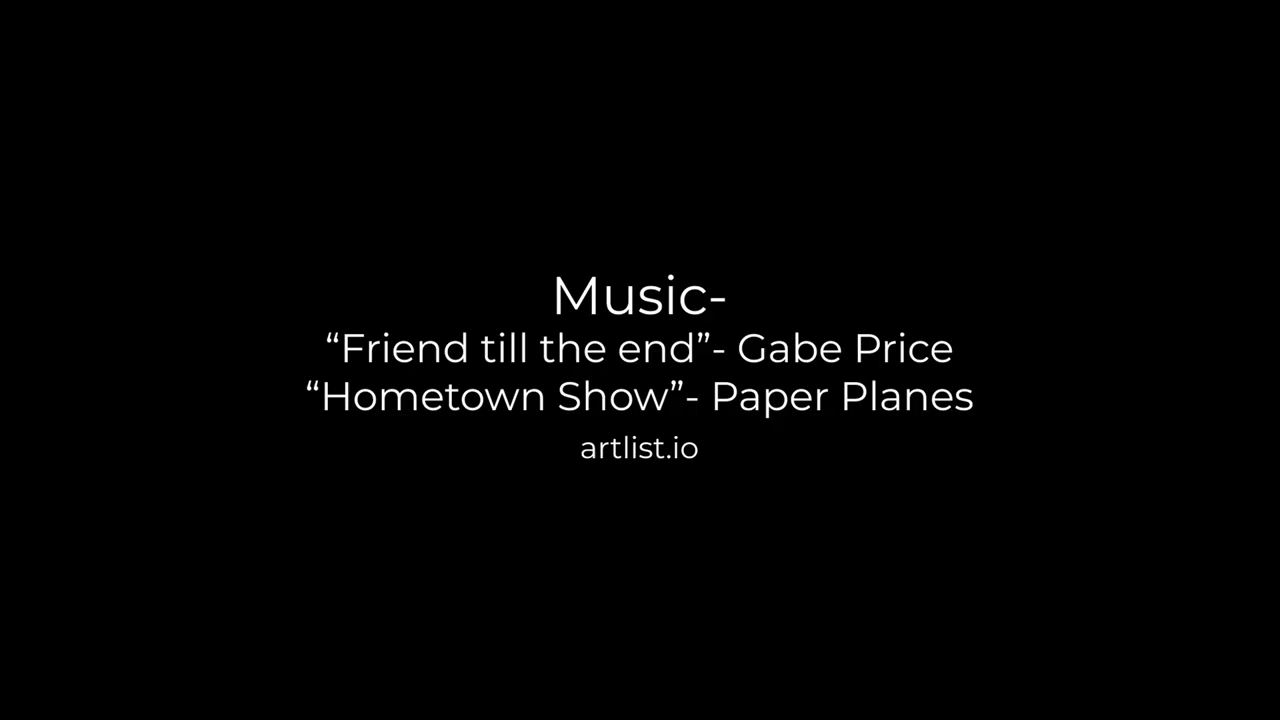 Music-
“Friend till the end”- Gabe Price
“Hometown Show”- Paper Planes
artlist.io